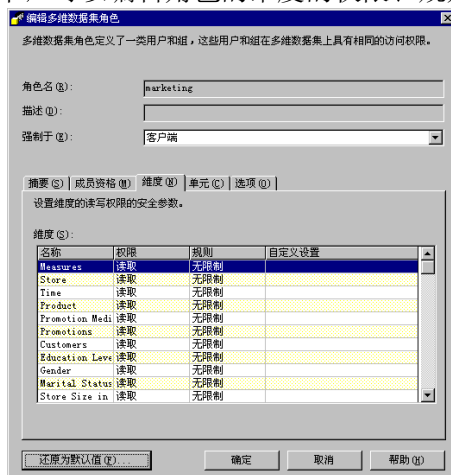 编辑多维数据集角色
多维数据集角色定义了一类用户和组，这些用户和组在多维数据集上具有相同的访问权限。
角色名(R): marketing
描述(D):
强制于(E): 客户端
摘要(S) 成员资格(M) 维度(N) 单元(C) 选项(O)
设置维度的读写权限的安全参数。
维度(S):
名称 权限 规则 自定义设置
Measures 读取 无限制
Store 读取 无限制
Time 读取 无限制
Product 读取 无限制
Promotion Medi 读取 无限制
Promotions 读取 无限制
Customers 读取 无限制
Education Leve 读取 无限制
Gender 读取 无限制
Marital Status 读取 无限制
Store Size in 读取 无限制
还原为默认值(F)... 确定 取消 帮助(H)